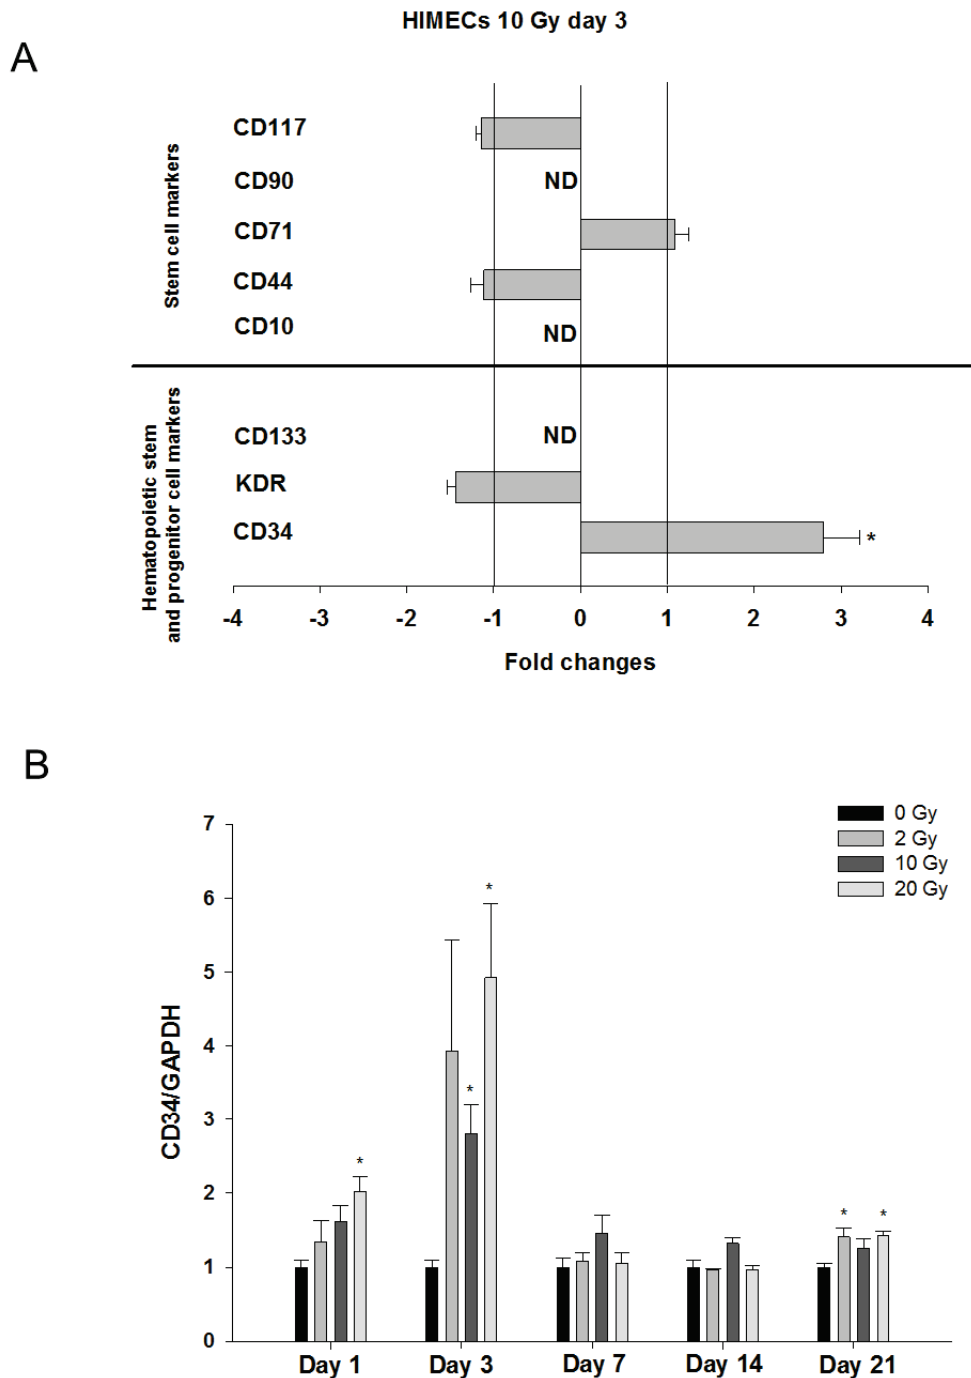 HIMECs 10 Gy day 3
A
Stem cell markers
CD117
CD90 ND
CD71
CD44
CD10 ND
Hematopoietic stem
and progenitor cell markers
CD133 ND
KDR
CD34 *
-4 -3 -2 -1 0 1 2 3 4
Fold changes
B
CD34/GAPDH
7
6
5
4
3
2
1
0
0 Gy
2 Gy
10 Gy
20 Gy
* * * * *
Day 1 Day 3 Day 7 Day 14 Day 21